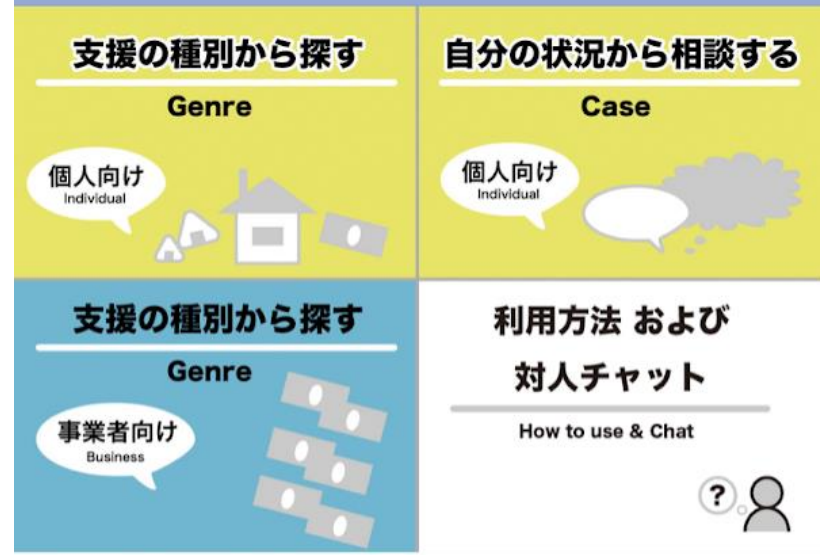 支援の種別から探す
Genre
個人向け
Individual
自分の状況から相談する
Case
個人向け
Individual
支援の種別から探す
Genre
事業者向け
Business
利用方法 および
対人チャット
How to use & Chat
?